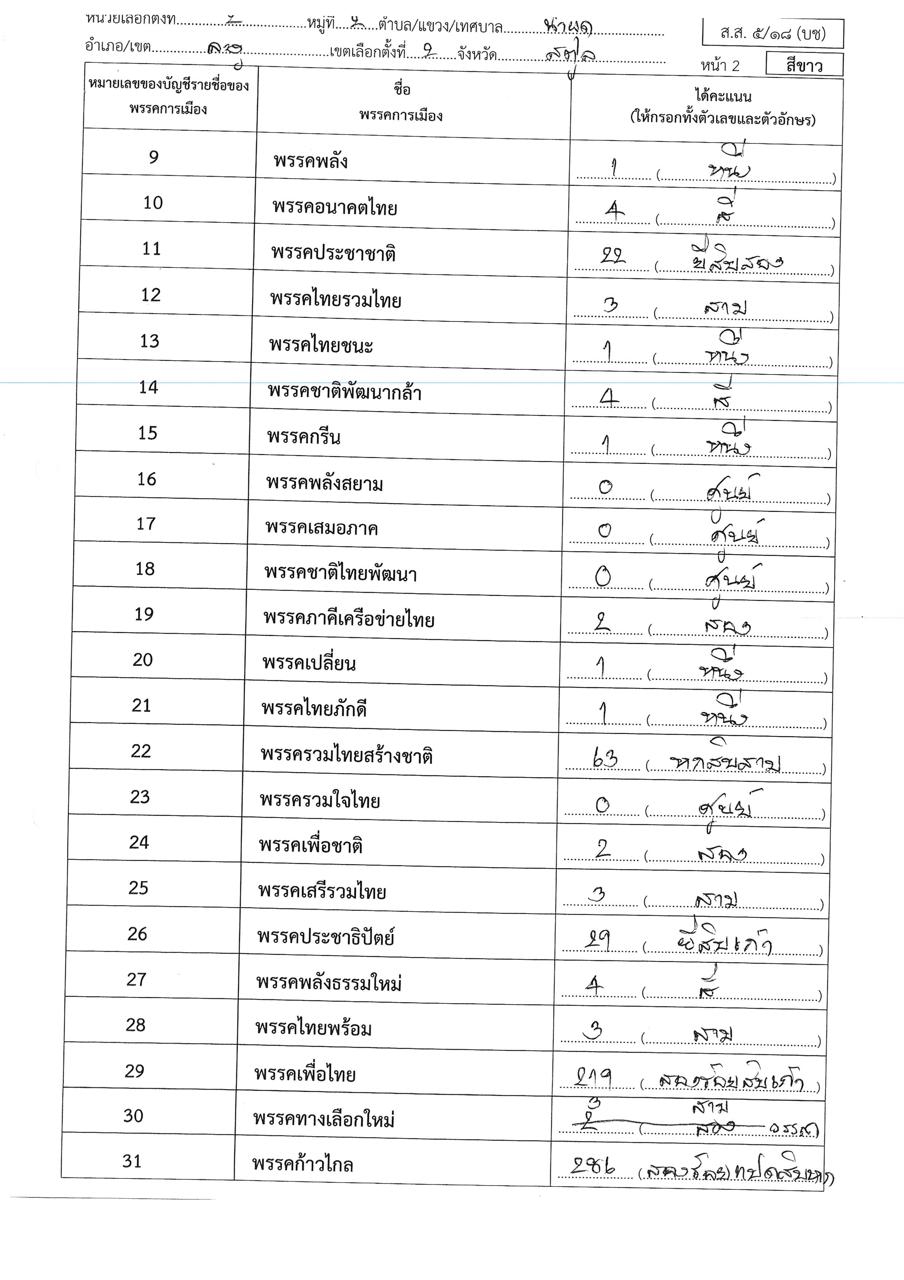 หน่วยเลือกตั้งที่ 7 หมู่ที่ ๖ ตำบล/แขวง/เทศบาล น้ำผุด
ส.ส. ๕/๑๘ (บช)
อำเภอ/เขต ละงู เขตเลือกตั้งที่ 2 จังหวัด สตูล
หน้า 2 สีขาว
หมายเลขของบัญชีรายชื่อของพรรคการเมือง ชื่อพรรคการเมือง ได้คะแนน (ให้กรอกทั้งตัวเลขและตัวอักษร)
9 พรรคพลัง 1 (หนึ่ง)
10 พรรคอนาคตไทย 4 (สี่)
11 พรรคประชาชาติ 22 (ยี่สิบสอง)
12 พรรคไทยรวมไทย 3 (สาม)
13 พรรคไทยชนะ 1 (หนึ่ง)
14 พรรคชาติพัฒนากล้า 4 (สี่)
15 พรรคกรีน 1 (หนึ่ง)
16 พรรคพลังสยาม 0 (ศูนย์)
17 พรรคเสมอภาค 0 (ศูนย์)
18 พรรคชาติไทยพัฒนา 0 (ศูนย์)
19 พรรคภาคีเครือข่ายไทย 2 (สอง)
20 พรรคเปลี่ยน 1 (หนึ่ง)
21 พรรคไทยภักดี 1 (หนึ่ง)
22 พรรครวมไทยสร้างชาติ 63 (หกสิบสาม)
23 พรรครวมใจไทย 0 (ศูนย์)
24 พรรคเพื่อชาติ 2 (สอง)
25 พรรคเสรีรวมไทย 3 (สาม)
26 พรรคประชาธิปัตย์ 29 (ยี่สิบเก้า)
27 พรรคพลังธรรมใหม่ 4 (สี่)
28 พรรคไทยพร้อม 3 (สาม)
29 พรรคเพื่อไทย 219 (สองร้อยสิบเก้า)
3 สาม
30 พรรคทางเลือกใหม่ 2 (สอง)
31 พรรคก้าวไกล 286 (สองร้อยแปดสิบหก)